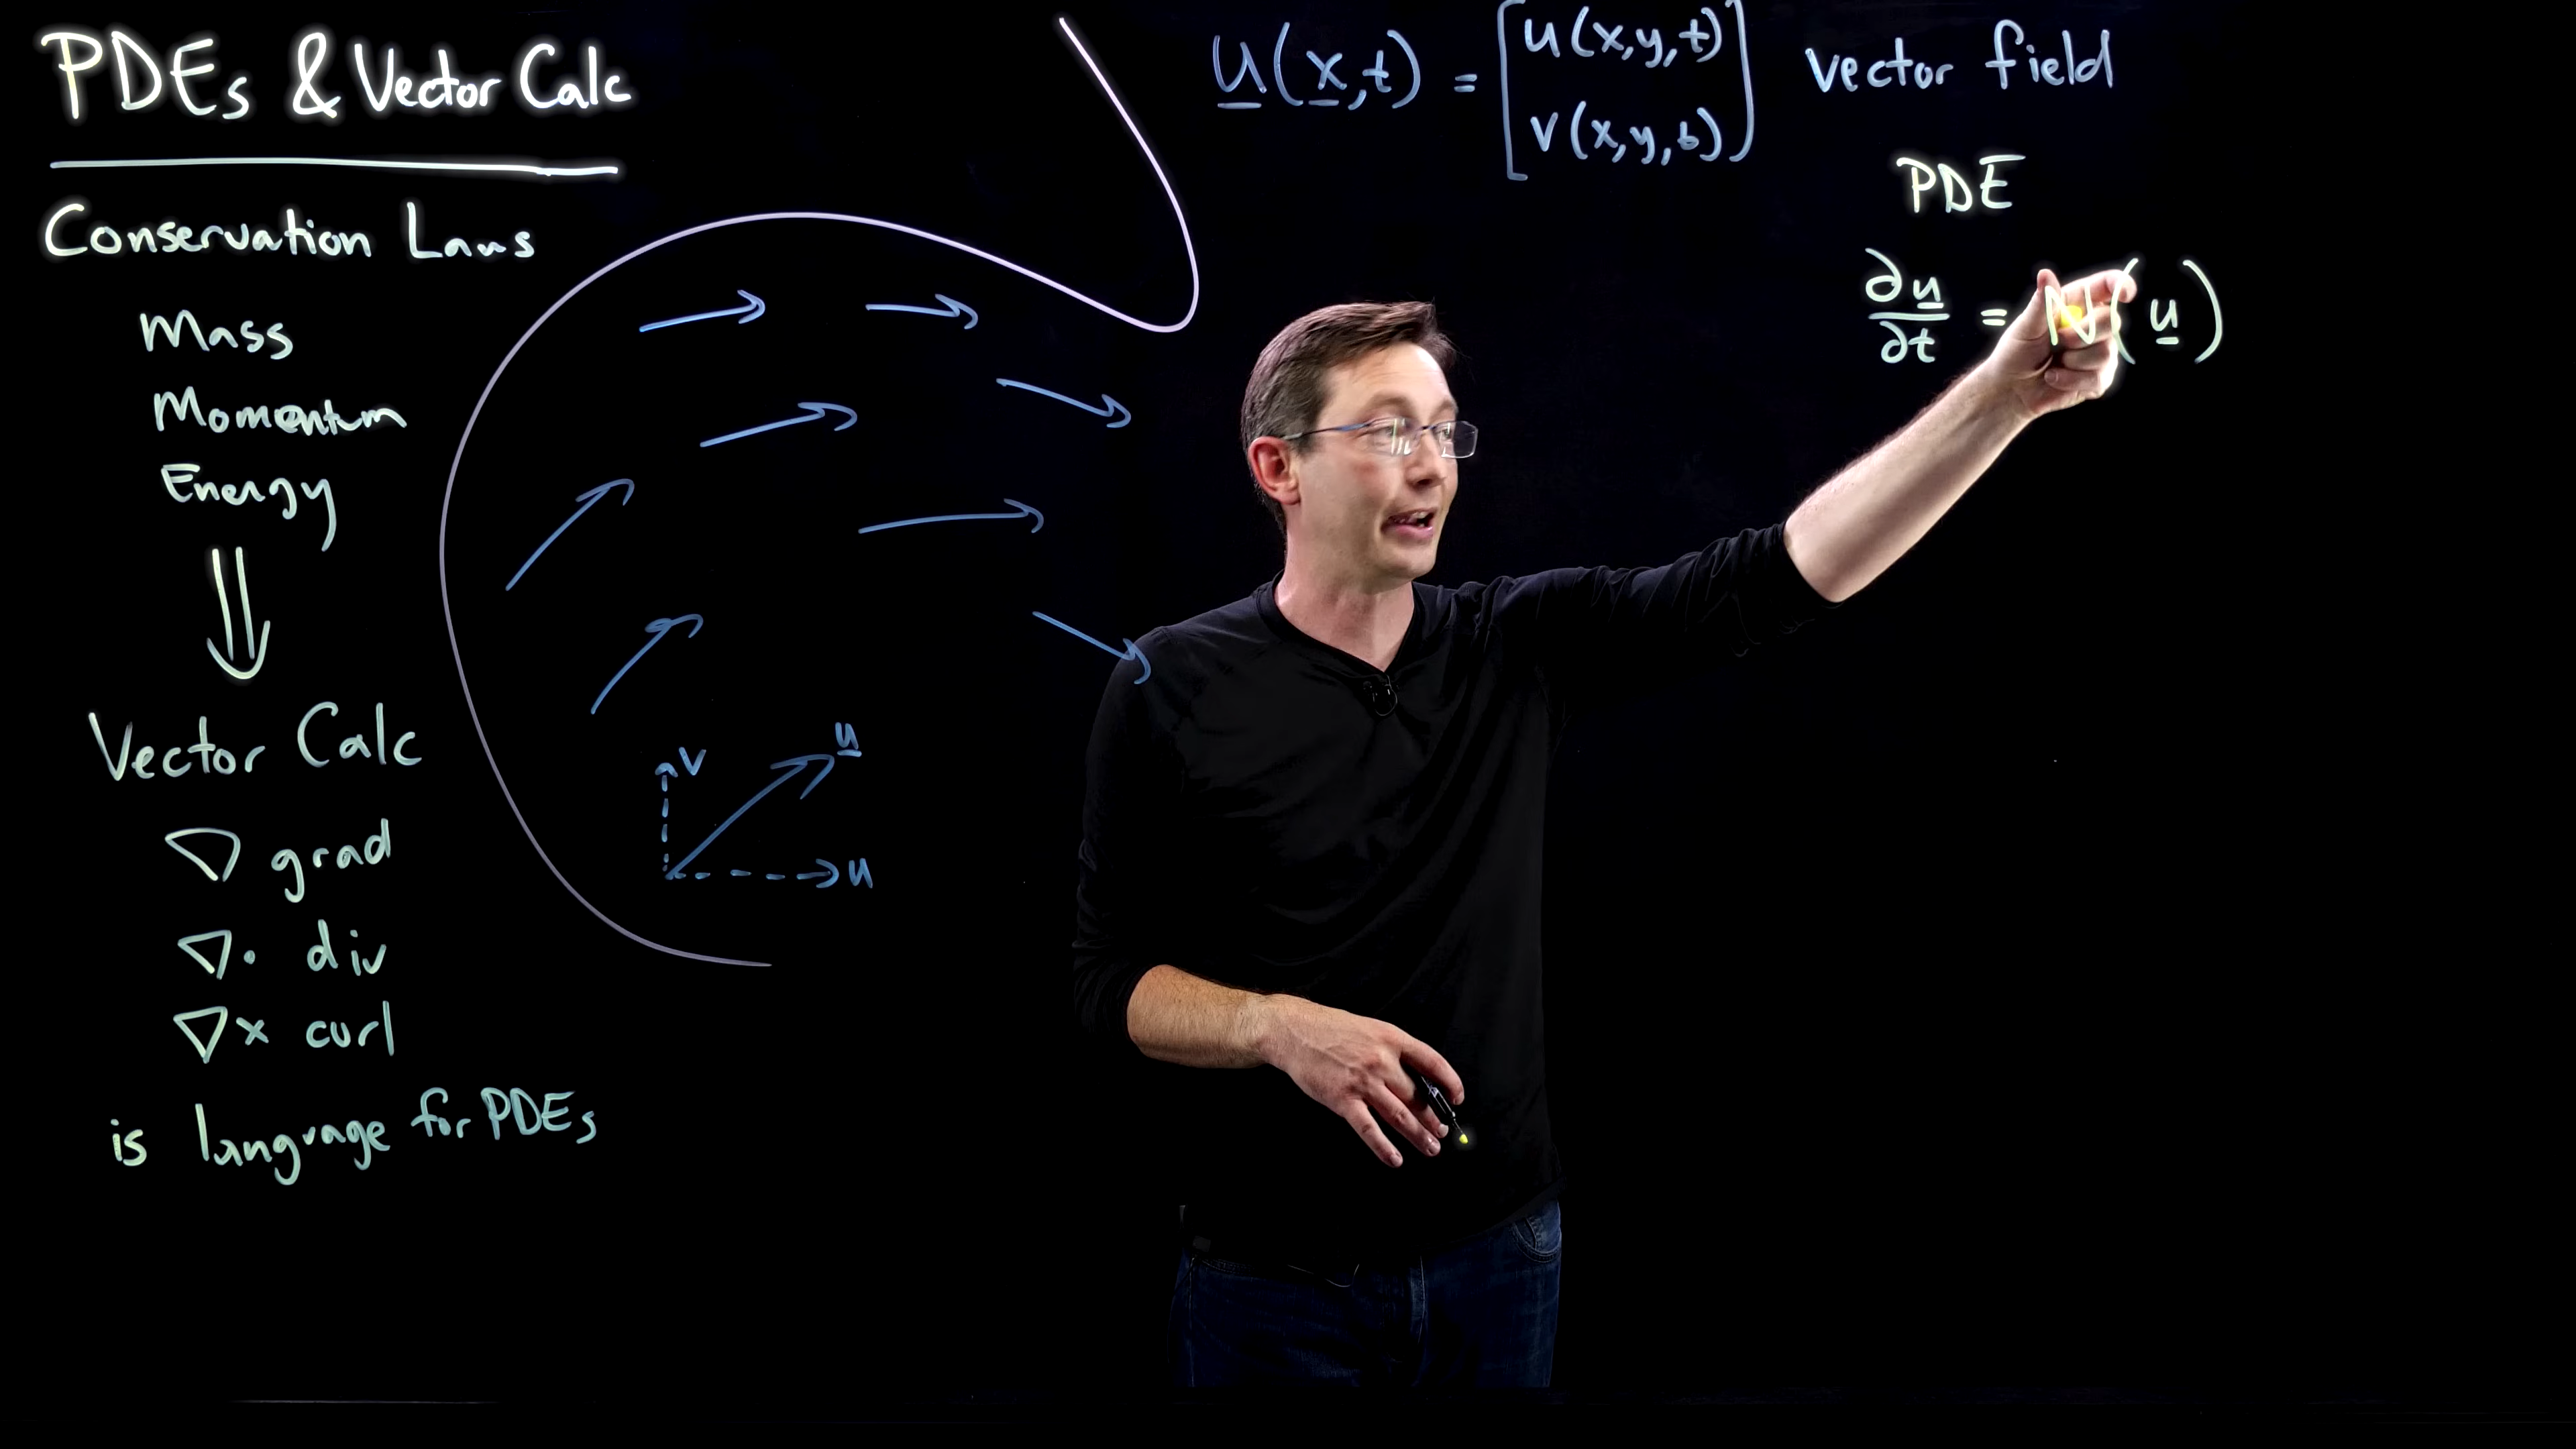 PDEs & Vector Calc
Conservation Laws
Mass
Momentum
Energy
⇓
Vector Calc
∇ grad
∇· div
∇× curl
is language for PDEs
v
u
u
u(x,t) = [u(x,y,t)
v(x,y,t)] vector field
PDE
∂u/∂t = N(u)